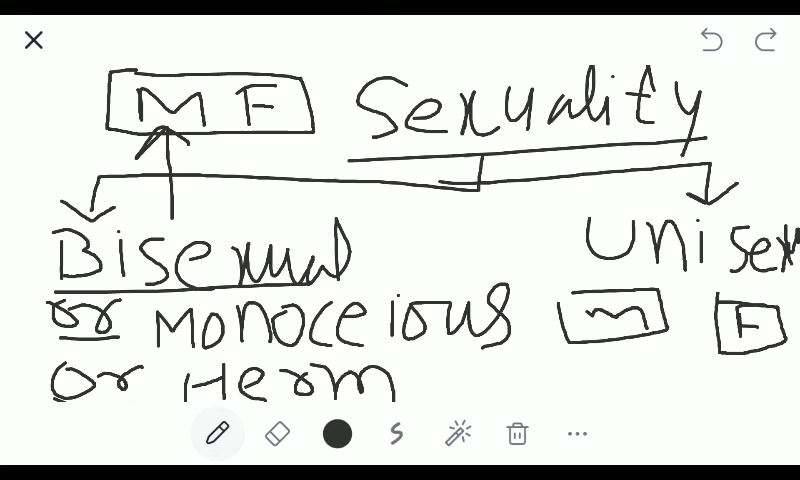 M F Sexuality
Bisexual Unisex
or Monoceious M F
or Herm